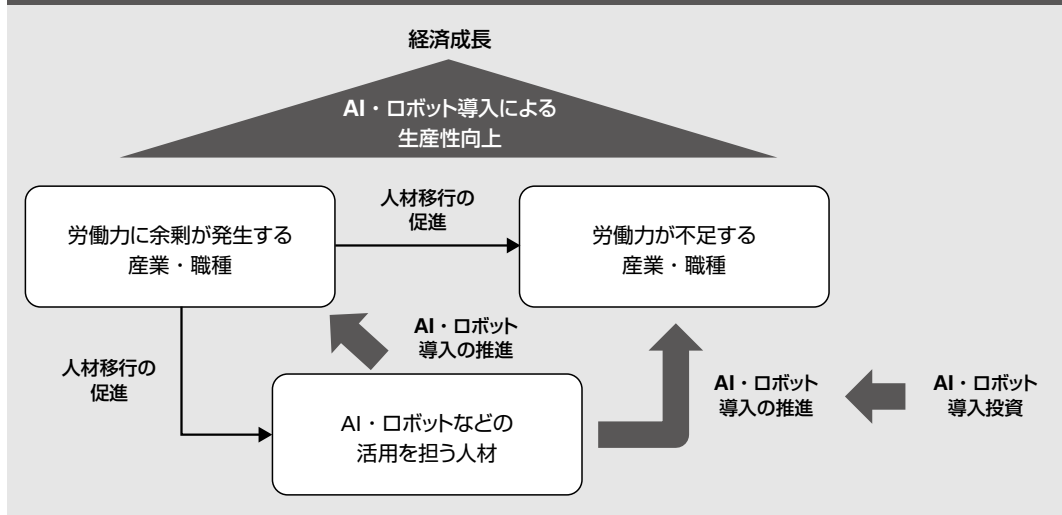 経済成長
AI・ロボット導入による
生産性向上
人材移行の
促進
労働力に余剰が発生する
産業・職種
労働力が不足する
産業・職種
AI・ロボット
導入の推進
人材移行の
促進
AI・ロボット
導入の推進
AI・ロボット
導入投資
AI・ロボットなどの
活用を担う人材